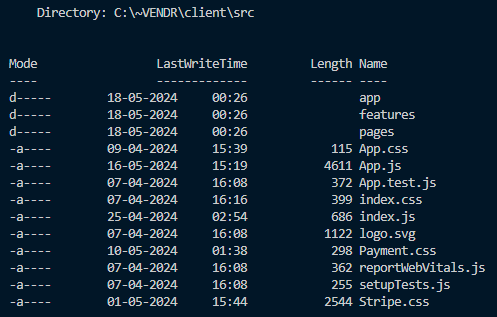 Directory: C:\~VENDR\client\src
Mode LastWriteTime Length Name
---- ------------- ------ ----
d----- 18-05-2024 00:26 app
d----- 18-05-2024 00:26 features
d----- 18-05-2024 00:26 pages
-a---- 09-04-2024 15:39 115 App.css
-a---- 16-05-2024 15:19 4611 App.js
-a---- 07-04-2024 16:08 372 App.test.js
-a---- 07-04-2024 16:16 399 index.css
-a---- 25-04-2024 02:54 686 index.js
-a---- 07-04-2024 16:08 1122 logo.svg
-a---- 10-05-2024 01:38 298 Payment.css
-a---- 07-04-2024 16:08 362 reportWebVitals.js
-a---- 07-04-2024 16:08 255 setupTests.js
-a---- 01-05-2024 15:44 2544 Stripe.css